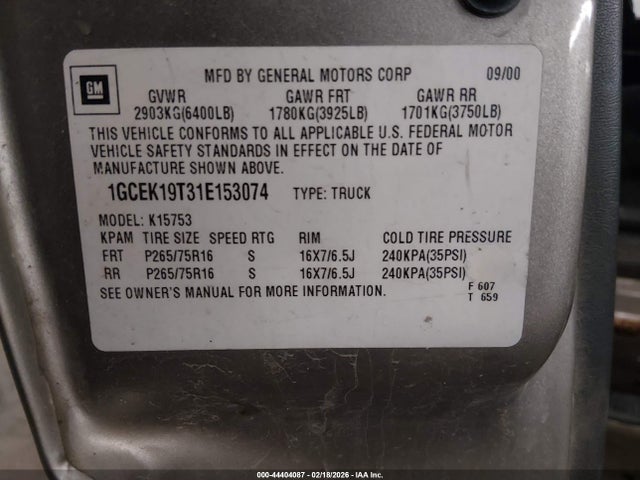 GM
MFD BY GENERAL MOTORS CORP 09/00
GVWR GAWR FRT GAWR RR
2903KG(6400LB) 1780KG(3925LB) 1701KG(3750LB)
THIS VEHICLE CONFORMS TO ALL APPLICABLE U.S. FEDERAL MOTOR
VEHICLE SAFETY STANDARDS IN EFFECT ON THE DATE OF
MANUFACTURE SHOWN ABOVE.
1GCEK19T31E153074 TYPE: TRUCK
MODEL: K15753
KPAM TIRE SIZE SPEED RTG RIM COLD TIRE PRESSURE
FRT P265/75R16 S 16X7/6.5J 240KPA(35PSI)
RR P265/75R16 S 16X7/6.5J 240KPA(35PSI)
SEE OWNER'S MANUAL FOR MORE INFORMATION.
F 607
T 659
000-44404087 - 02/18/2026 - IAA Inc.